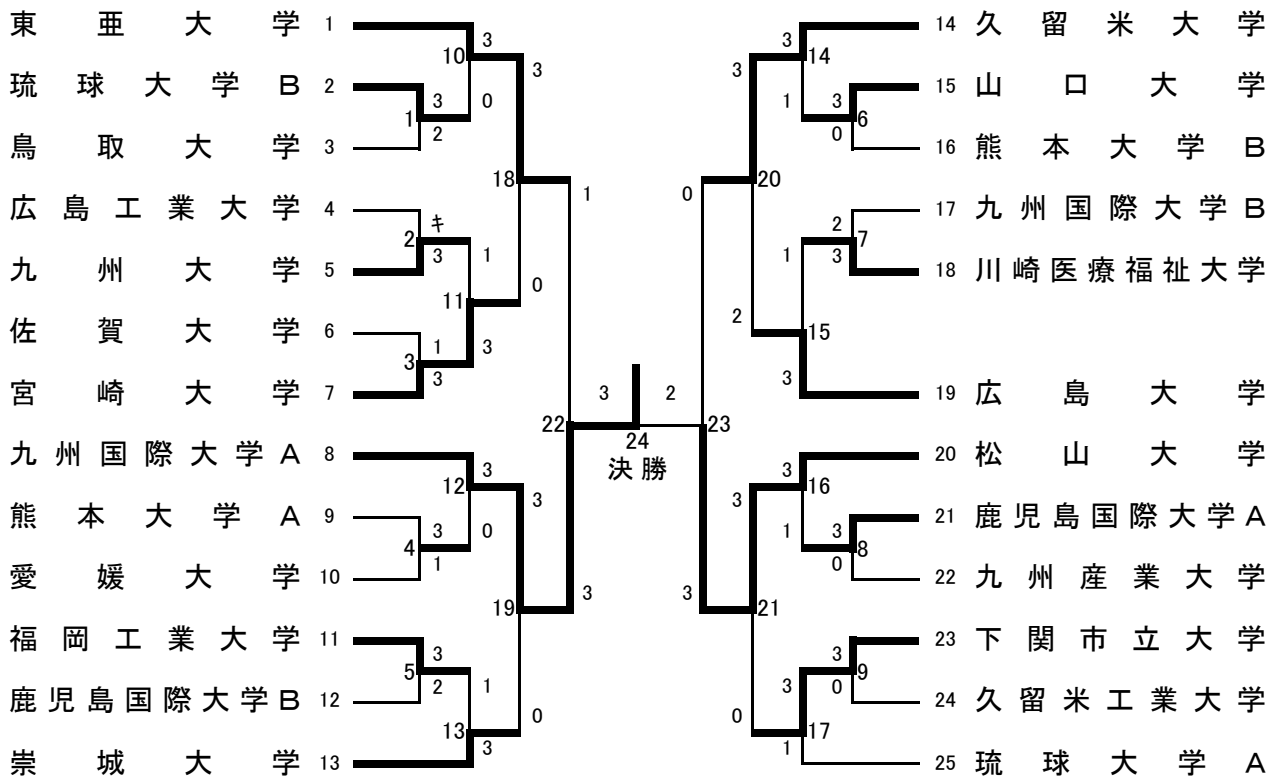 東亜大学 1
琉球大学B 2
鳥取大学 3
広島工業大学 4
九州大学 5
佐賀大学 6
宮崎大学 7
九州国際大学A 8
熊本大学A 9
愛媛大学 10
福岡工業大学 11
鹿児島国際大学B 12
崇城大学 13
10 3
3
1 3 0
2
18
1
2 キ
3 1
0
11
3 1 3
3
22
12 3
3
4 3 0
1
19
3
5 3
2 1
0
13 3
3 2
24
決勝
3 14
3
1 3 6
0
20
0
2 7
1 3
2
15
3
23
3 16
3
1 3 8
0
3
21
3 9
3 0
0
17
1
14 久留米大学
15 山口大学
16 熊本大学B
17 九州国際大学B
18 川崎医療福祉大学
19 広島大学
20 松山大学
21 鹿児島国際大学A
22 九州産業大学
23 下関市立大学
24 久留米工業大学
25 琉球大学A